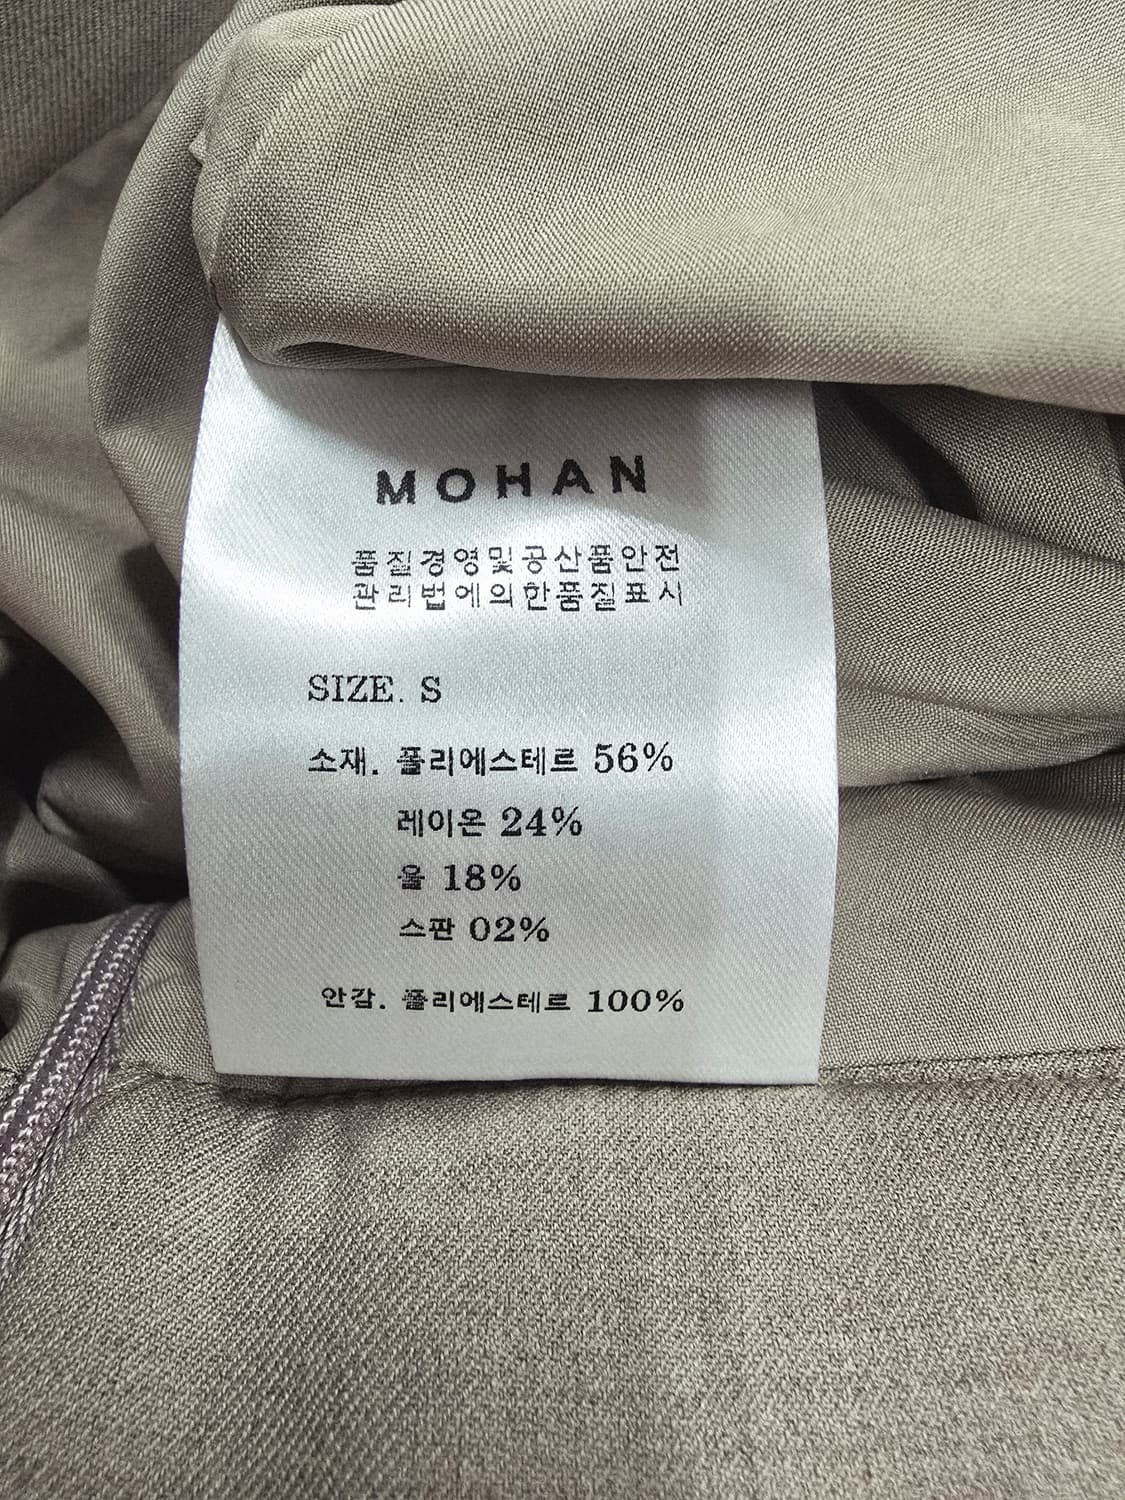 MOHAN
품질경영및공산품안전
관리법에의한품질표시
SIZE. S
소재. 폴리에스테르 56%
레이온 24%
울 18%
스판 02%
안감. 폴리에스테르 100%